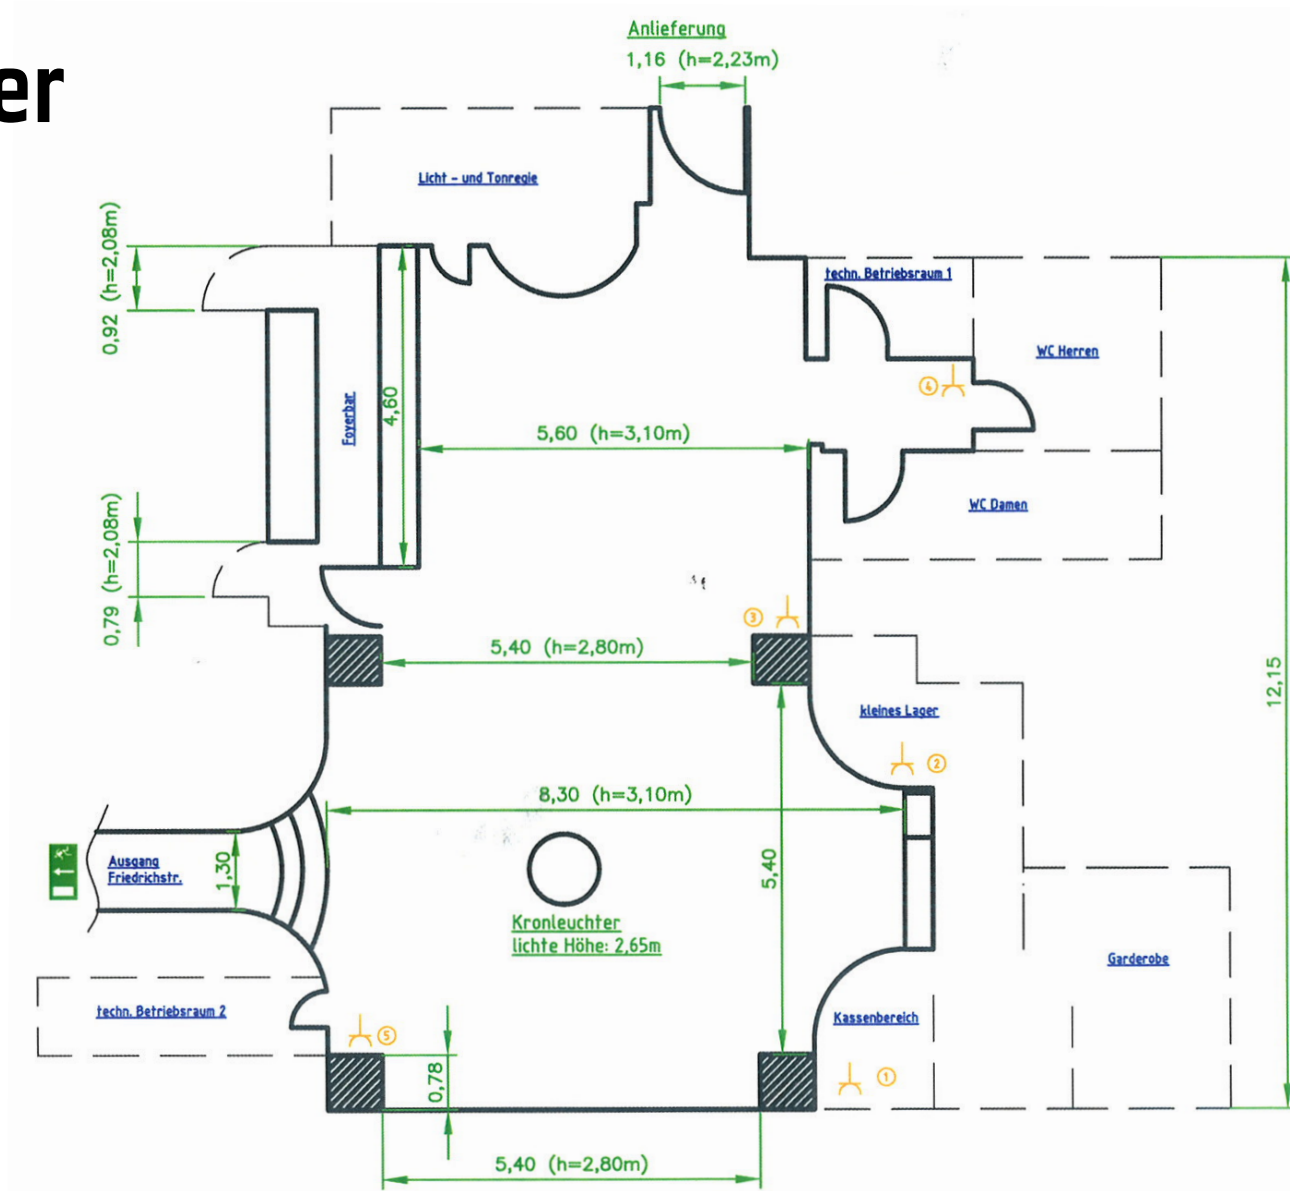 er
Anlieferung
1,16 (h=2,23m)
Licht - und Tonregie
0,92 (h=2,08m)
techn. Betriebsraum 1
WC Herren
④
4,60
Foyerbar
5,60 (h=3,10m)
WC Damen
0,79 (h=2,08m)
③
5,40 (h=2,80m)
12,15
kleines Lager
②
8,30 (h=3,10m)
Ausgang
Friedrichstr.
1,30
5,40
Kronleuchter
lichte Höhe: 2,65m
Garderobe
techn. Betriebsraum 2
Kassenbereich
⑤
0,78
①
5,40 (h=2,80m)